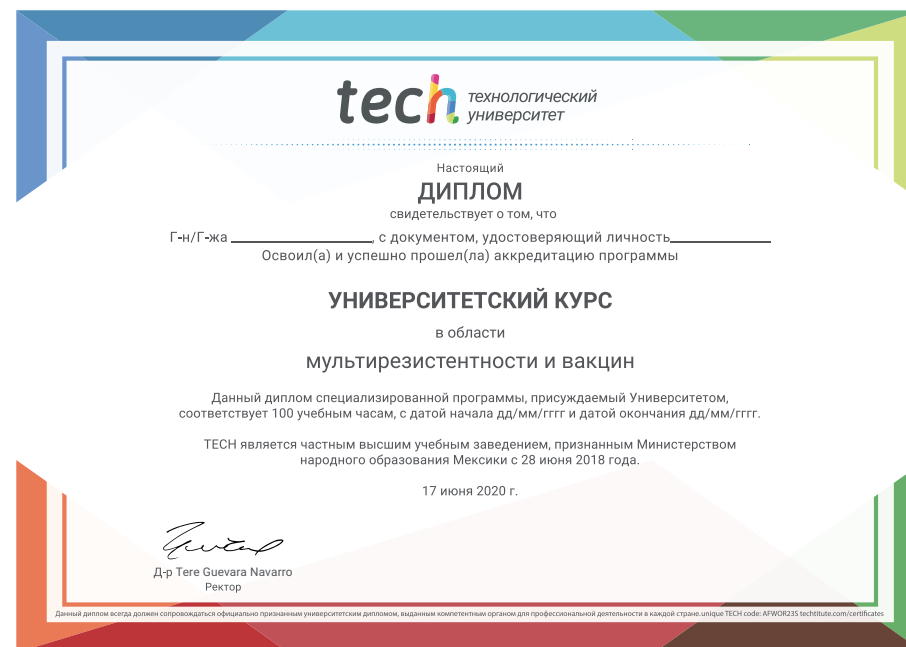 tech технологический
университет
Настоящий
ДИПЛОМ
свидетельствует о том, что
Г-н/Г-жа ____________________, с документом, удостоверяющий личность______________
Освоил(а) и успешно прошел(ла) аккредитацию программы
УНИВЕРСИТЕТСКИЙ КУРС
в области
мультирезистентности и вакцин
Данный диплом специализированной программы, присуждаемый Университетом,
соответствует 100 учебным часам, с датой начала дд/мм/гггг и датой окончания дд/мм/гггг.
TECH является частным высшим учебным заведением, признанным Министерством
народного образования Мексики с 28 июня 2018 года.
17 июня 2020 г.
Д-р Tere Guevara Navarro
Ректор
Данный диплом всегда должен сопровождаться официально признанным университетским дипломом, выданным компетентным органом для профессиональной деятельности в каждой стране.unique TECH code: AFWOR23S techtitute.com/certificates